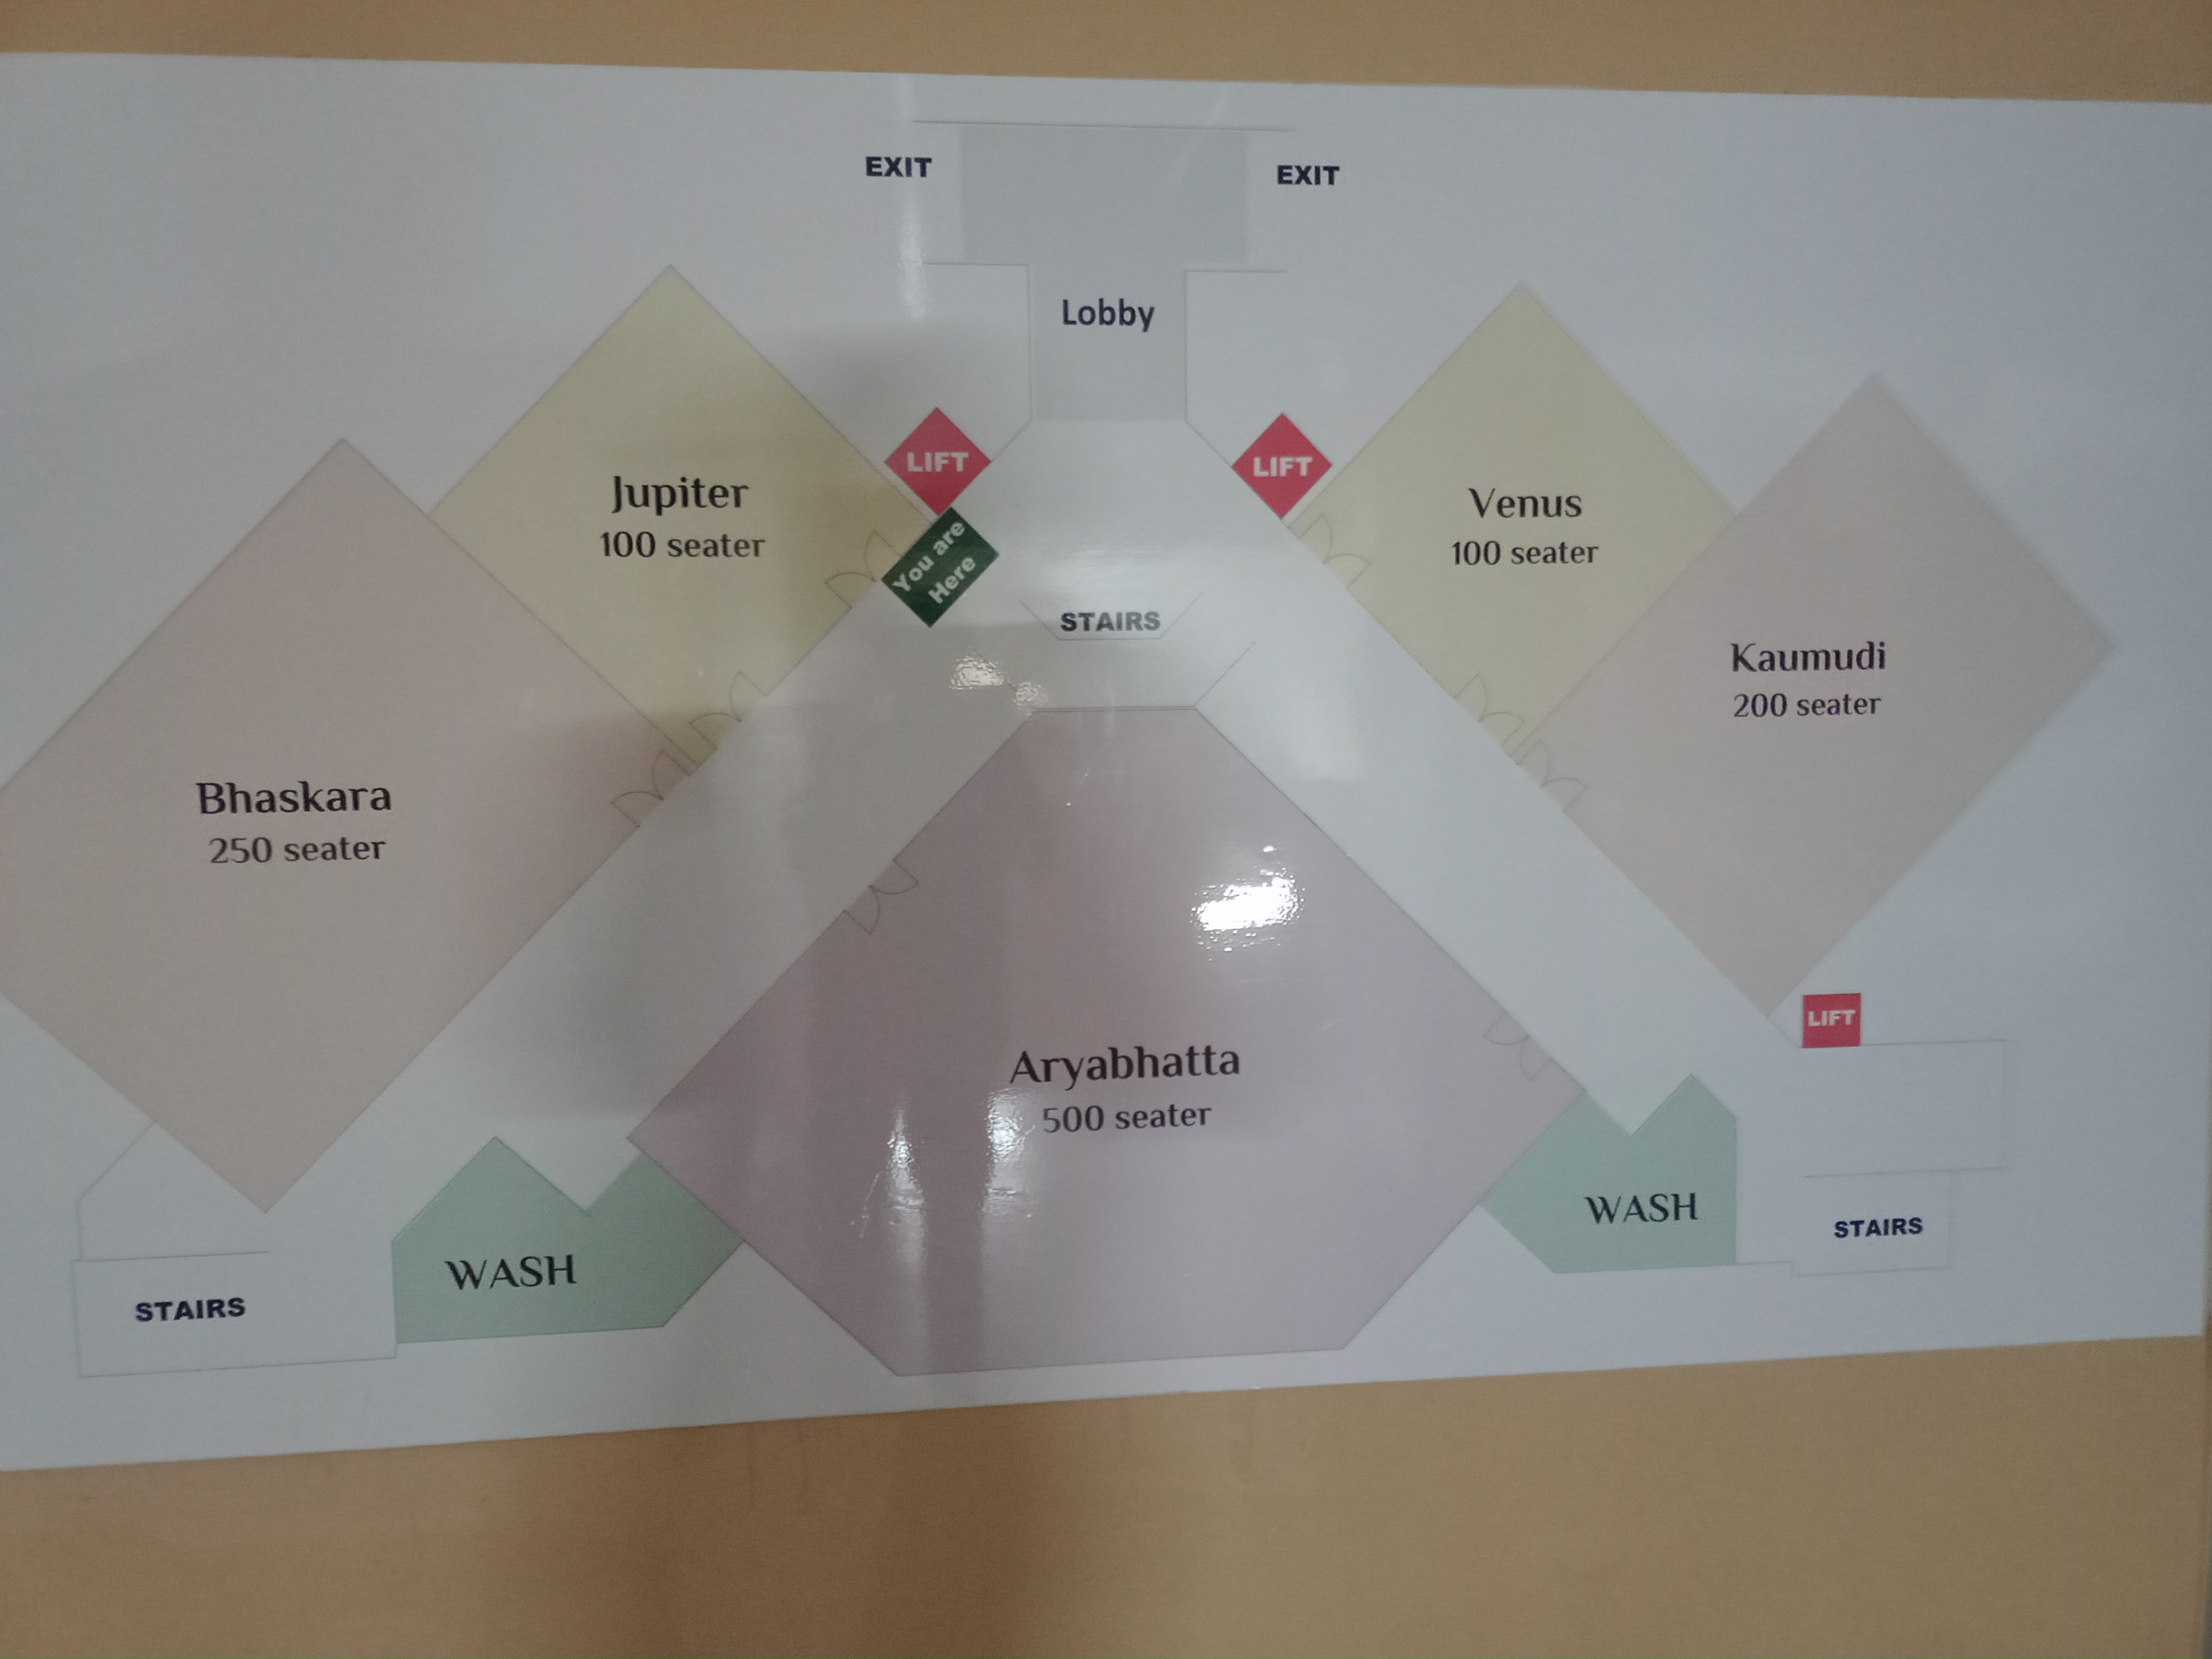 EXIT
EXIT
Lobby
LIFT
LIFT
Jupiter
100 seater
You are
Here
Venus
100 seater
STAIRS
Kaumudi
200 seater
Bhaskara
250 seater
LIFT
Aryabhatta
500 seater
WASH
STAIRS
WASH
STAIRS